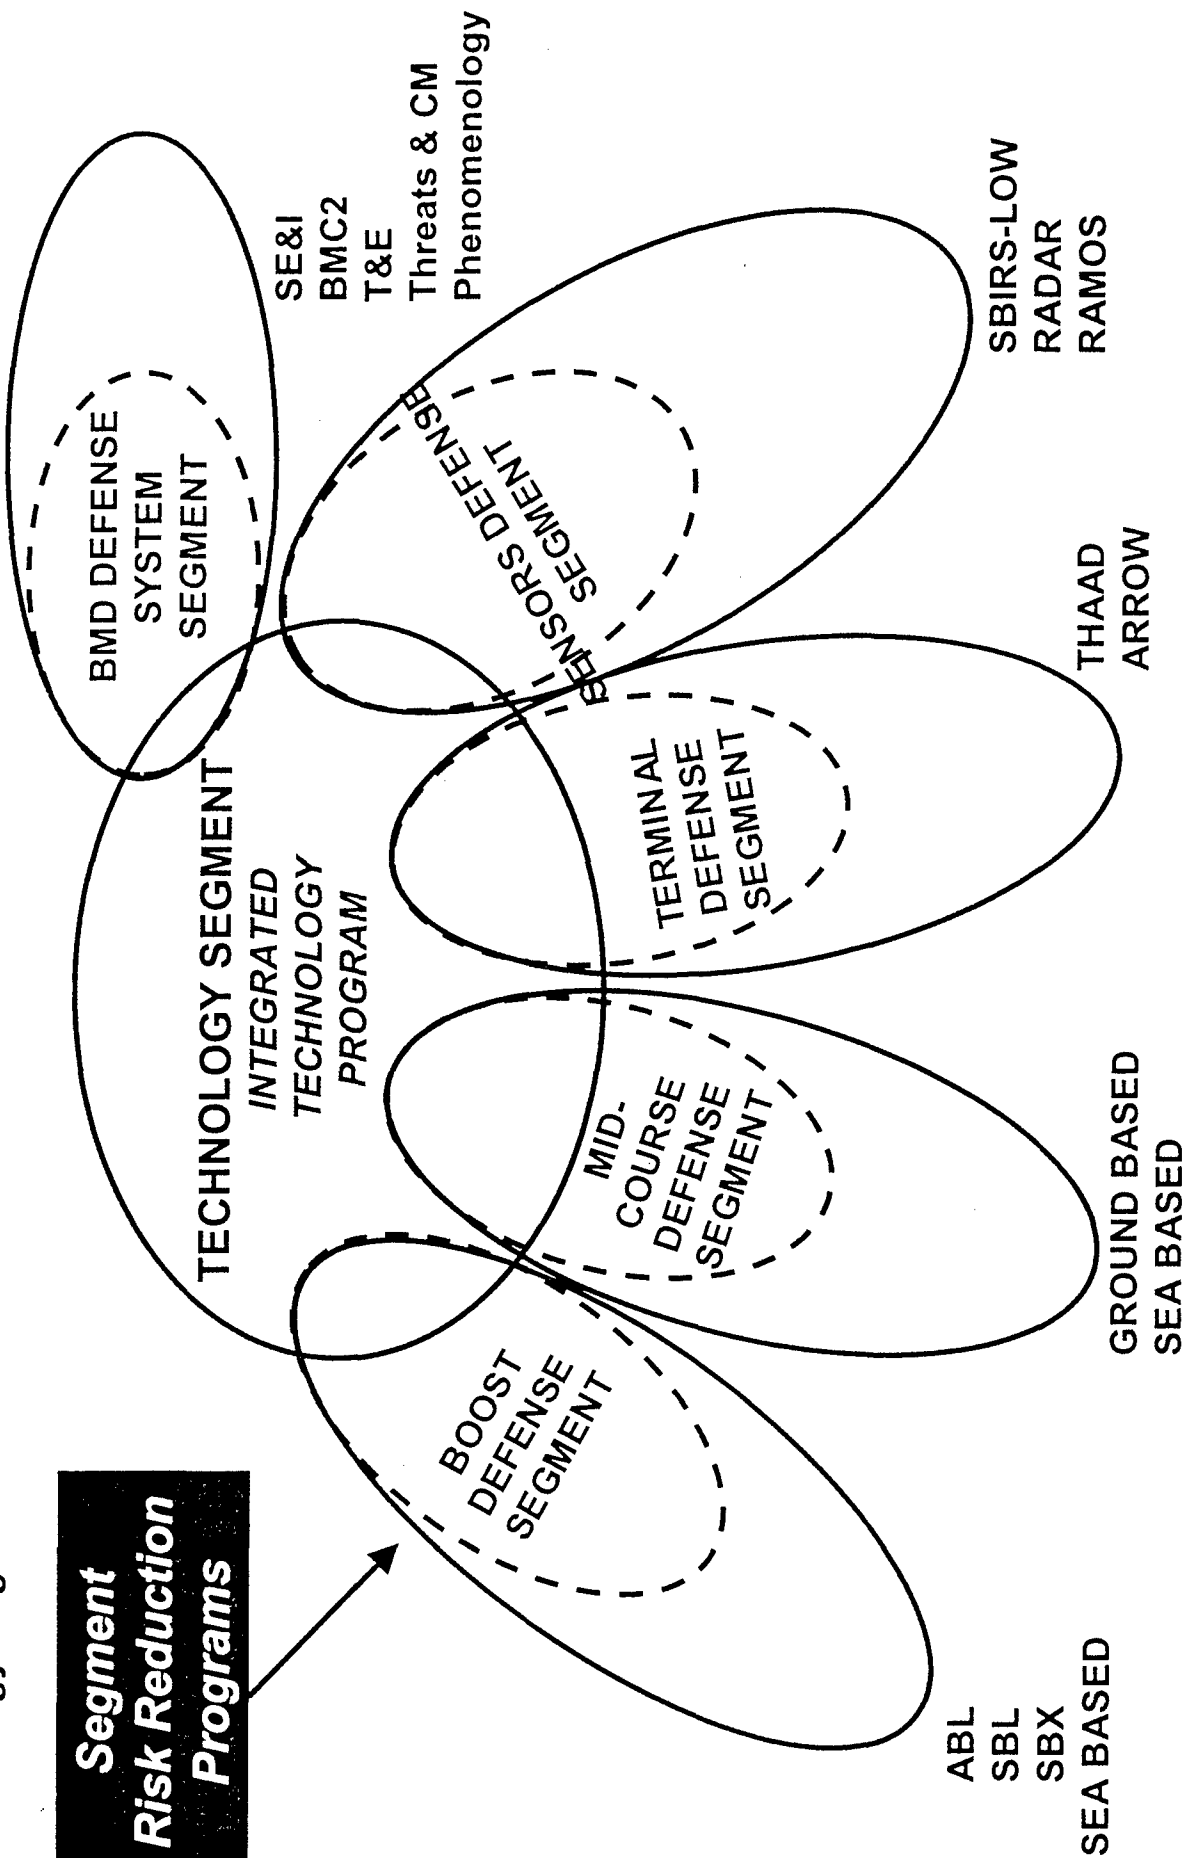 Segment
Risk Reduction
Programs
TECHNOLOGY SEGMENT
INTEGRATED
TECHNOLOGY
PROGRAM
BMD DEFENSE
SYSTEM
SEGMENT
SE&I
BMC2
T&E
Threats & CM
Phenomenology
BOOST
DEFENSE
SEGMENT
MID-
COURSE
DEFENSE
SEGMENT
TERMINAL
DEFENSE
SEGMENT
SENSORS DEFENSE
SEGMENT
ABL
SBL
SBX
SEA BASED
GROUND BASED
SEA BASED
THAAD
ARROW
SBIRS-LOW
RADAR
RAMOS